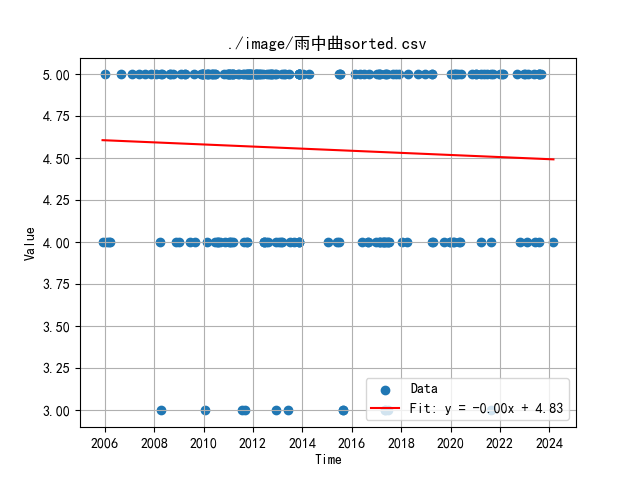 ./image/雨中曲sorted.csv
5.00
4.75
4.50
4.25
4.00
3.75
3.50
3.25
3.00
Value
2006 2008 2010 2012 2014 2016 2018 2020 2022 2024
Time
Data
Fit: y = -0.00x + 4.83